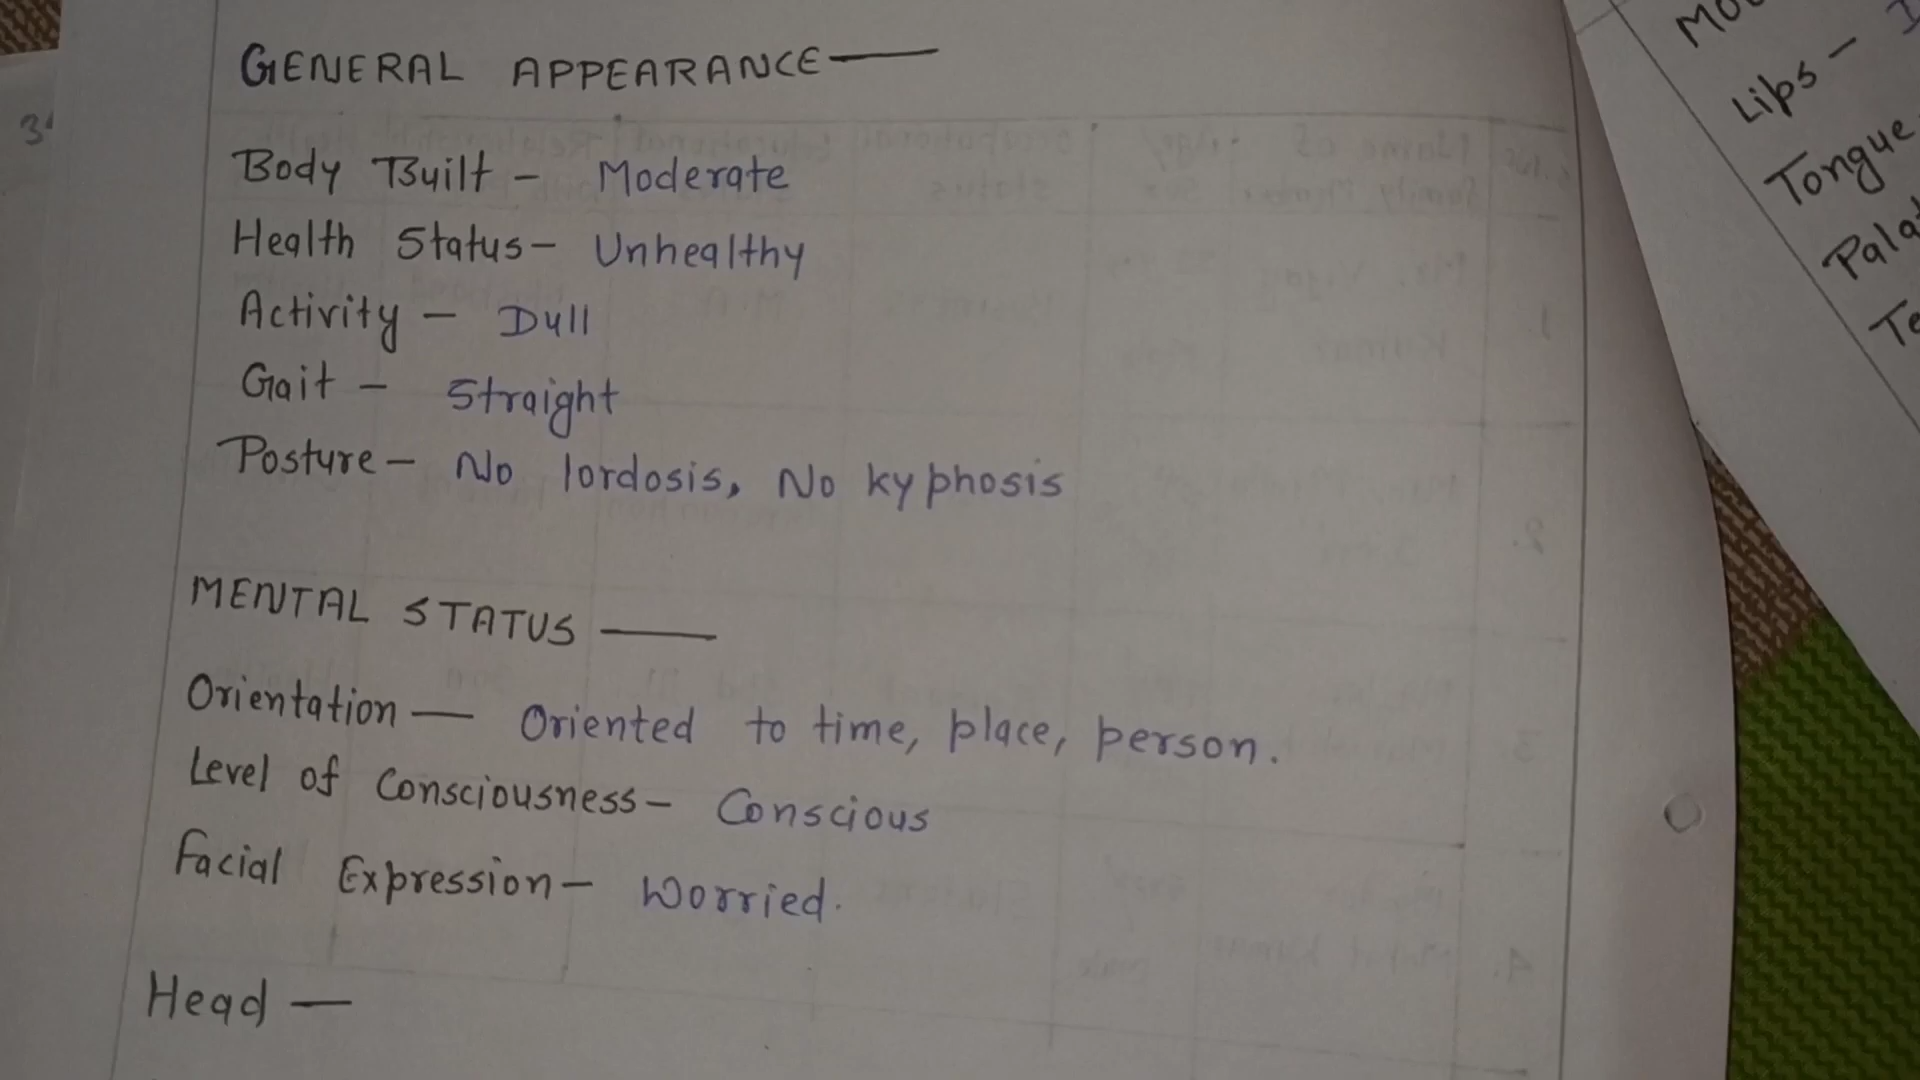 GENERAL APPEARANCE —
Body Built - Moderate
Health Status - Unhealthy
Activity - Dull
Gait - Straight
Posture - No lordosis, No kyphosis
MENTAL STATUS —
Orientation — Oriented to time, place, person.
Level of Consciousness - Conscious
Facial Expression - Worried.
Head —
Lips -
Tongue